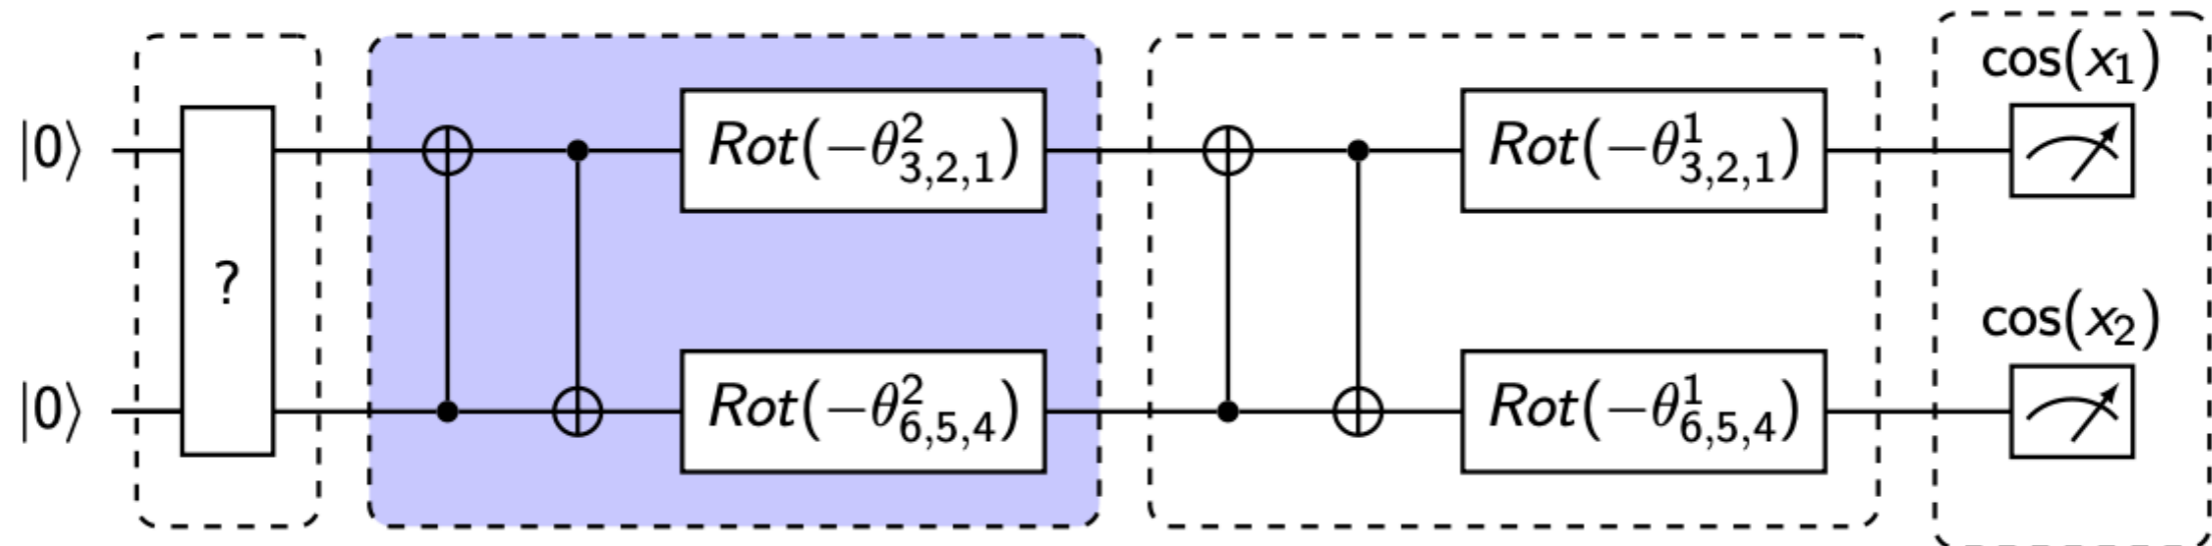 cos(x₁)
|0⟩ Rot(−θ²₃,₂,₁) Rot(−θ¹₃,₂,₁)
?
cos(x₂)
|0⟩ Rot(−θ²₆,₅,₄) Rot(−θ¹₆,₅,₄)